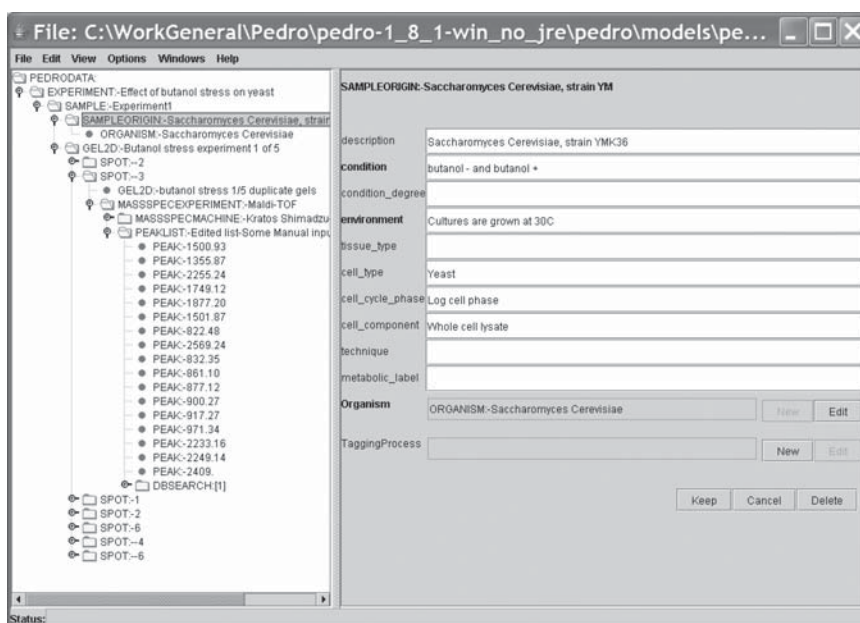 File: C:\WorkGeneral\Pedro\pedro-1_8_1-win_no_jre\pedro\models\pe...
File Edit View Options Windows Help
PEDRODATA:
EXPERIMENT:-Effect of butanol stress on yeast
SAMPLE:-Experiment1
SAMPLEORIGIN:-Saccharomyces Cerevisiae, strain
ORGANISM:-Saccharomyces Cerevisiae
GEL2D:-Butanol stress experiment 1 of 5
SPOT:--2
SPOT:--3
GEL2D:-butanol stress 1/5 duplicate gels
MASSSPECEXPERIMENT:-Maldi-TOF
MASSSPECMACHINE:-Kratos Shimadzu
PEAKLIST:-Edited list-Some Manual inpu
PEAK:-1500.93
PEAK:-1355.87
PEAK:-2255.24
PEAK:-1749.12
PEAK:-1877.20
PEAK:-1501.87
PEAK:-822.48
PEAK:-2569.24
PEAK:-832.35
PEAK:-861.10
PEAK:-877.12
PEAK:-900.27
PEAK:-917.27
PEAK:-971.34
PEAK:-2233.16
PEAK:-2249.14
PEAK:-2409.
DBSEARCH:[1]
SPOT:-1
SPOT:-2
SPOT:-6
SPOT:--4
SPOT:--6
SAMPLEORIGIN:-Saccharomyces Cerevisiae, strain YM
description Saccharomyces Cerevisiae, strain YMK36
condition butanol - and butanol +
condition_degree
environment Cultures are grown at 30C
tissue_type
cell_type Yeast
cell_cycle_phase Log cell phase
cell_component Whole cell lysate
technique
metabolic_label
Organism ORGANISM:-Saccharomyces Cerevisiae New Edit
TaggingProcess New Edit
Keep Cancel Delete
Status: